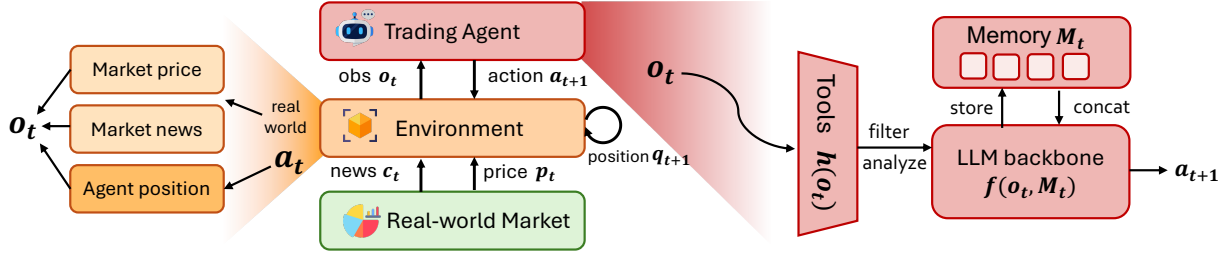 Market price
Market news
Agent position
o_t
real
world
a_t
Trading Agent
obs o_t
action a_{t+1}
Environment
position q_{t+1}
news c_t
price p_t
Real-world Market
o_t
Tools h(o_t)
filter
analyze
Memory M_t
store
concat
LLM backbone
f(o_t, M_t)
a_{t+1}